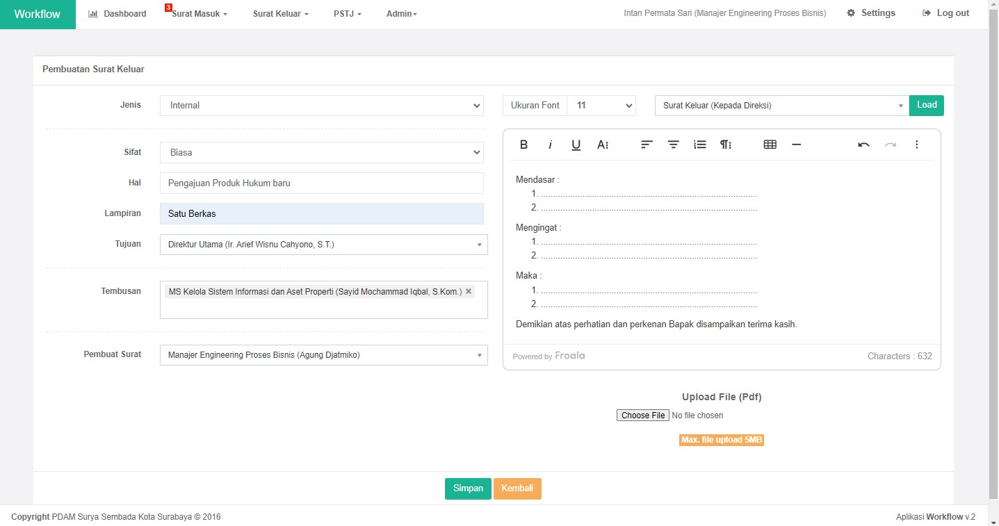 Workflow
Dashboard
3
Surat Masuk
Surat Keluar
PSTJ
Admin
Intan Permata Sari (Manajer Engineering Proses Bisnis)
Settings
Log out
Pembuatan Surat Keluar
Jenis
Internal
Sifat
Biasa
Hal
Pengajuan Produk Hukum baru
Lampiran
Satu Berkas
Tujuan
Direktur Utama (Ir. Arief Wisnu Cahyono, S.T.)
Tembusan
MS Kelola Sistem Informasi dan Aset Properti (Sayid Mochammad Iqbal, S.Kom.) ×
Pembuat Surat
Manajer Engineering Proses Bisnis (Agung Djatmiko)
Ukuran Font
11
Surat Keluar (Kepada Direksi)
Load
Mendasar :
1. ..........................................................................................
2. ..........................................................................................
Mengingat :
1. ..........................................................................................
2. ..........................................................................................
Maka :
1. ..........................................................................................
2. ..........................................................................................
Demikian atas perhatian dan perkenan Bapak disampaikan terima kasih.
Powered by Froala
Characters : 632
Upload File (Pdf)
Choose File No file chosen
Max. file upload 5MB
Simpan
Kembali
Copyright PDAM Surya Sembada Kota Surabaya © 2016
Aplikasi Workflow v.2